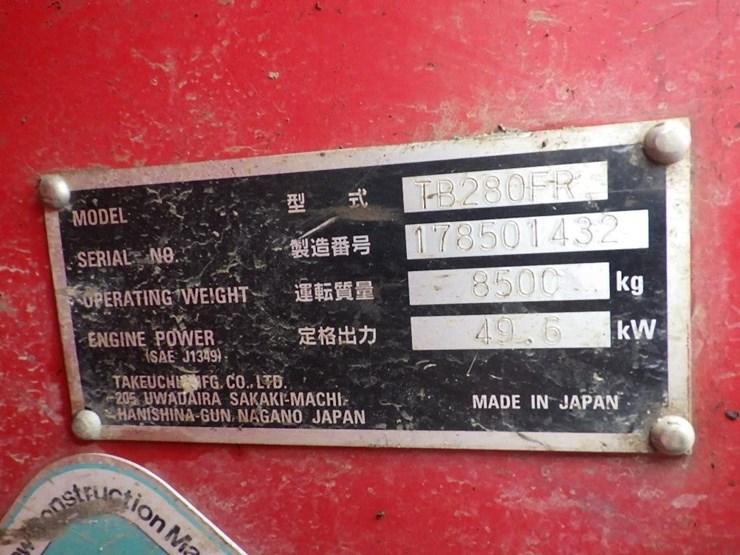 MODEL 型式 TB280FR
SERIAL NO. 製造番号 178501432
OPERATING WEIGHT 運転質量 8500 kg
ENGINE POWER 定格出力 49.6 kW
(SAE J1349)
TAKEUCHI MFG. CO., LTD.
205 UWADAIRA SAKAKI-MACHI
HANISHINA-GUN NAGANO JAPAN
MADE IN JAPAN
Construction